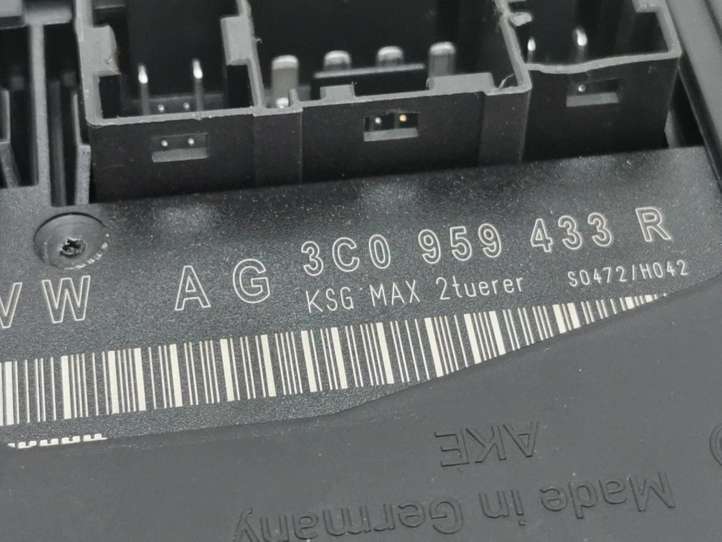 VW AG 3C0 959 433 R
KSG MAX 2tuerer S0472/H042
AKE
Made in Germany